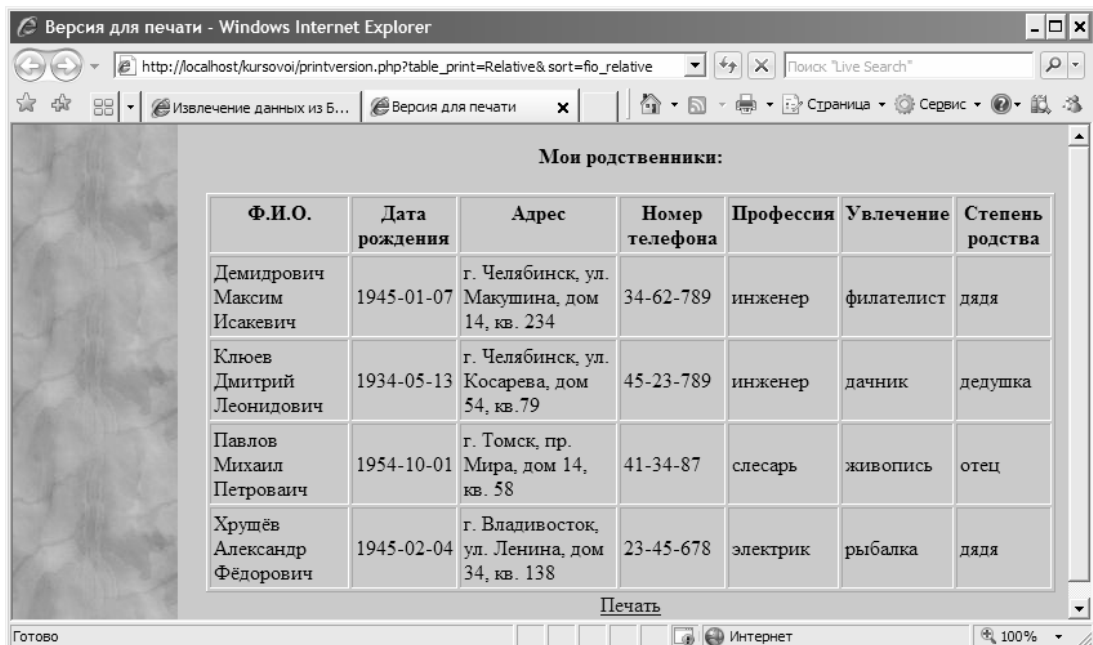 Версия для печати - Windows Internet Explorer
http://localhost/kursovoi/printversion.php?table_print=Relative&sort=fio_relative
Поиск "Live Search"
Извлечение данных из Б...
Версия для печати
Страница
Сервис
Мои родственники:
Ф.И.О. Дата рождения Адрес Номер телефона Профессия Увлечение Степень родства
Демидрович Максим Исакевич 1945-01-07 г. Челябинск, ул. Макушина, дом 14, кв. 234 34-62-789 инженер филателист дядя
Клюев Дмитрий Леонидович 1934-05-13 г. Челябинск, ул. Косарева, дом 54, кв.79 45-23-789 инженер дачник дедушка
Павлов Михаил Петроваич 1954-10-01 г. Томск, пр. Мира, дом 14, кв. 58 41-34-87 слесарь живопись отец
Хрущёв Александр Фёдорович 1945-02-04 г. Владивосток, ул. Ленина, дом 34, кв. 138 23-45-678 электрик рыбалка дядя
Печать
Готово
Интернет
100%